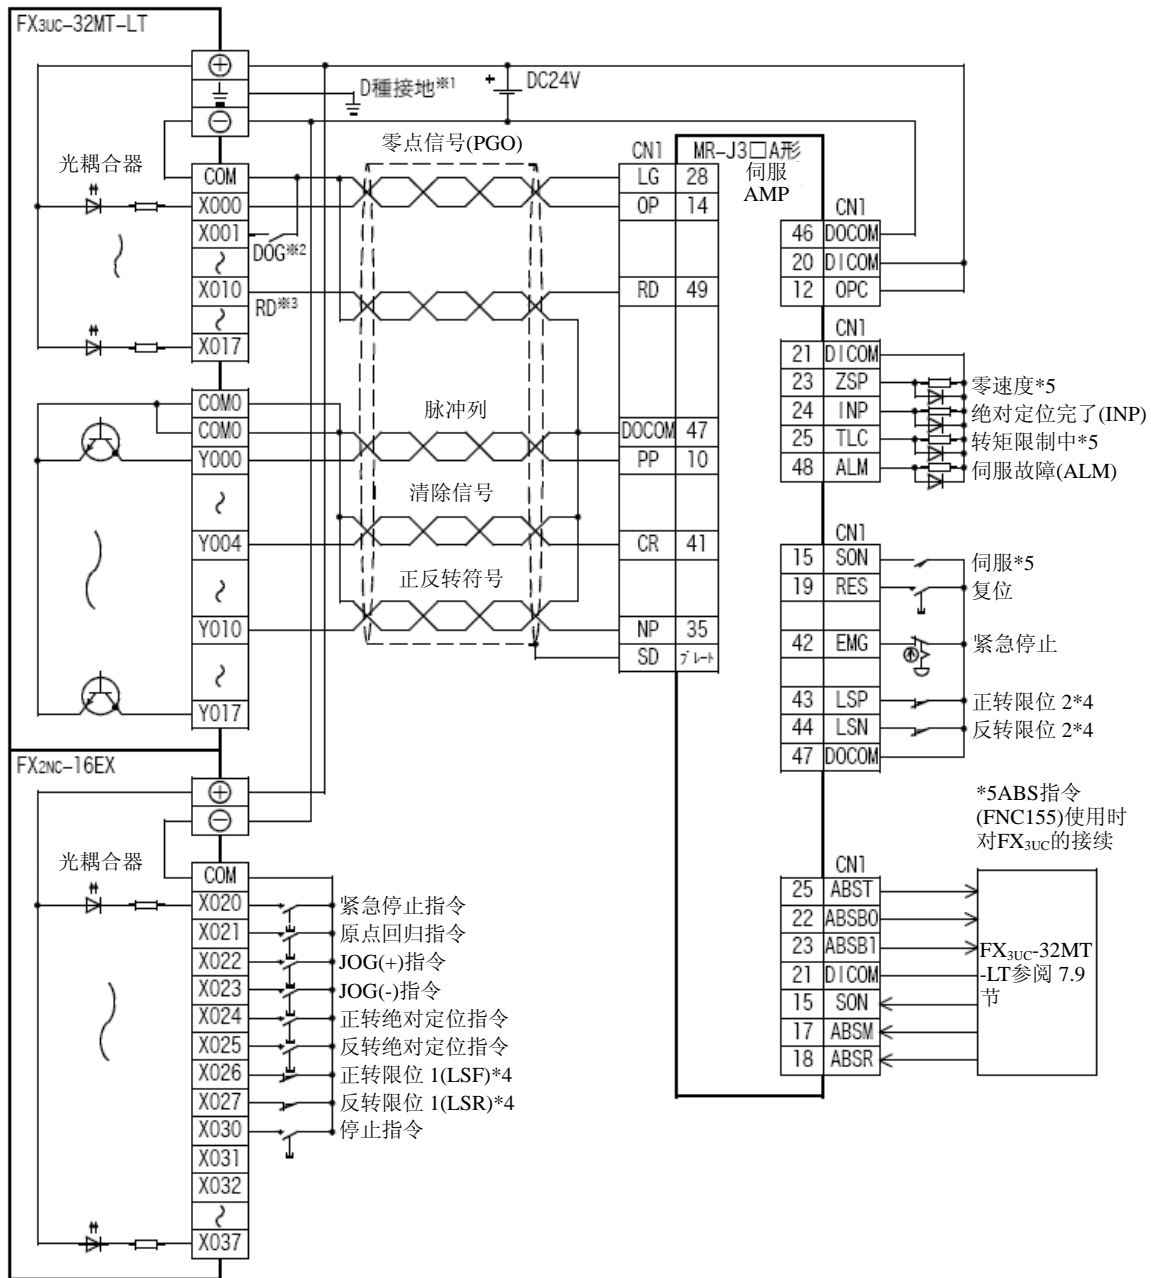 FX3UC-32MT-LT
D種接地※1
DC24V
零点信号(PGO)
光耦合器
COM
X000
X001
DOG※2
X010
RD※3
X017
COM0
COM0
Y000
Y004
Y010
Y017
脉冲列
清除信号
正反转符号
CN1
MR-J3□A形
伺服
AMP
LG 28
OP 14
RD 49
DOCOM 47
PP 10
CR 41
NP 35
SD プレート
CN1
46 DOCOM
20 DICOM
12 OPC
CN1
21 DICOM
23 ZSP 零速度*5
24 INP 绝对定位完了(INP)
25 TLC 转矩限制中*5
48 ALM 伺服故障(ALM)
CN1
15 SON 伺服*5
19 RES 复位
42 EMG 紧急停止
43 LSP 正转限位 2*4
44 LSN 反转限位 2*4
47 DOCOM
*5ABS指令
(FNC155)使用时
对FX3UC的接续
CN1
25 ABST
22 ABSB0
23 ABSB1
21 DICOM
15 SON
17 ABSM
18 ABSR
FX3UC-32MT
-LT参阅 7.9
节
FX2NC-16EX
光耦合器
COM
X020 紧急停止指令
X021 原点回归指令
X022 JOG(+)指令
X023 JOG(-)指令
X024 正转绝对定位指令
X025 反转绝对定位指令
X026 正转限位 1(LSF)*4
X027 反转限位 1(LSR)*4
X030 停止指令
X031
X032
X037